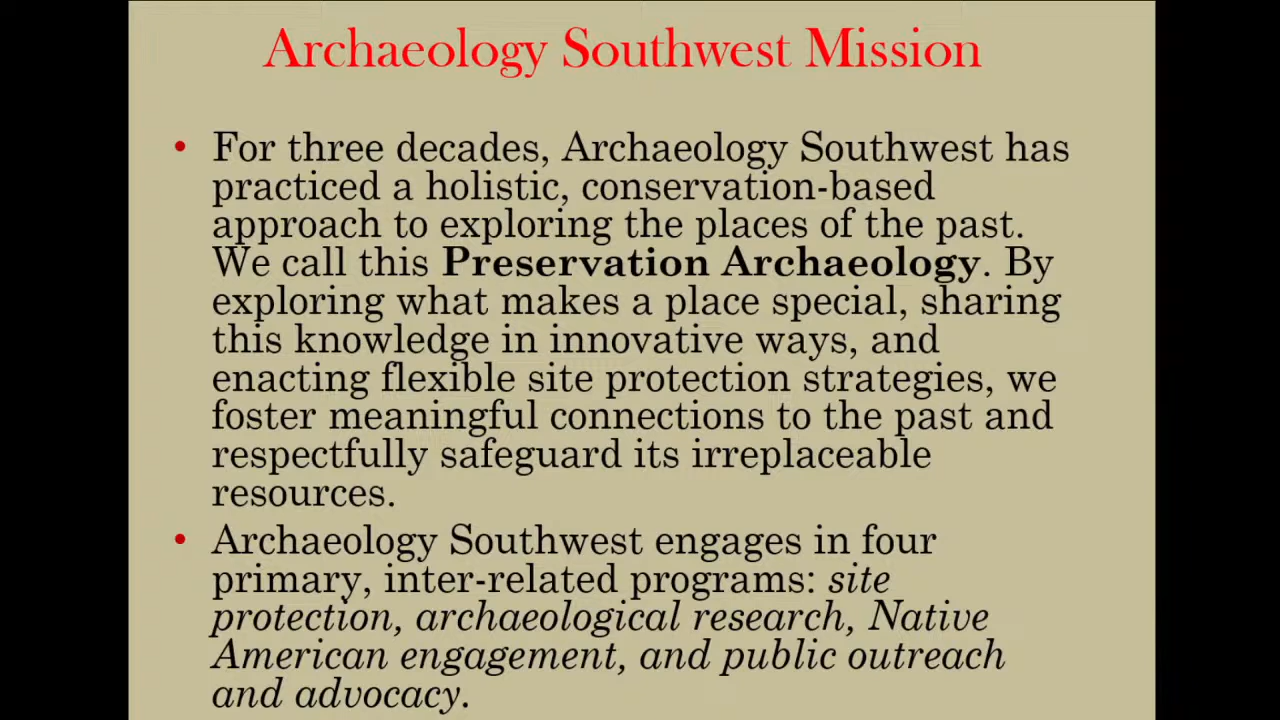 Archaeology Southwest Mission
• For three decades, Archaeology Southwest has
practiced a holistic, conservation-based
approach to exploring the places of the past.
We call this Preservation Archaeology. By
exploring what makes a place special, sharing
this knowledge in innovative ways, and
enacting flexible site protection strategies, we
foster meaningful connections to the past and
respectfully safeguard its irreplaceable
resources.
• Archaeology Southwest engages in four
primary, inter-related programs: site
protection, archaeological research, Native
American engagement, and public outreach
and advocacy.